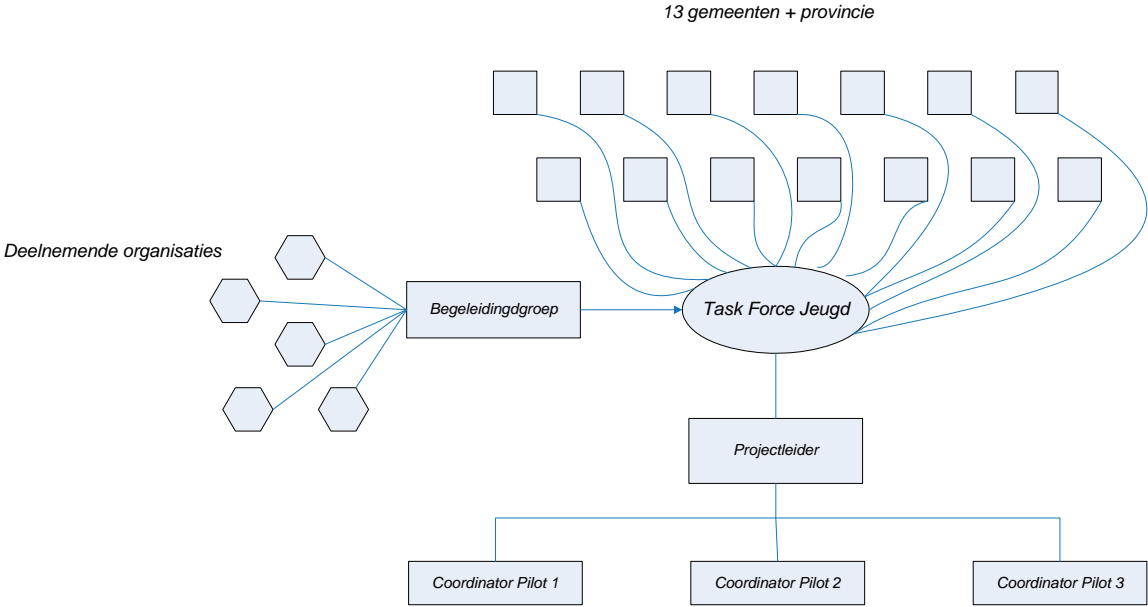 13 gemeenten + provincie
Deelnemende organisaties
Begeleidingdgroep
Task Force Jeugd
Projectleider
Coordinator Pilot 1
Coordinator Pilot 2
Coordinator Pilot 3